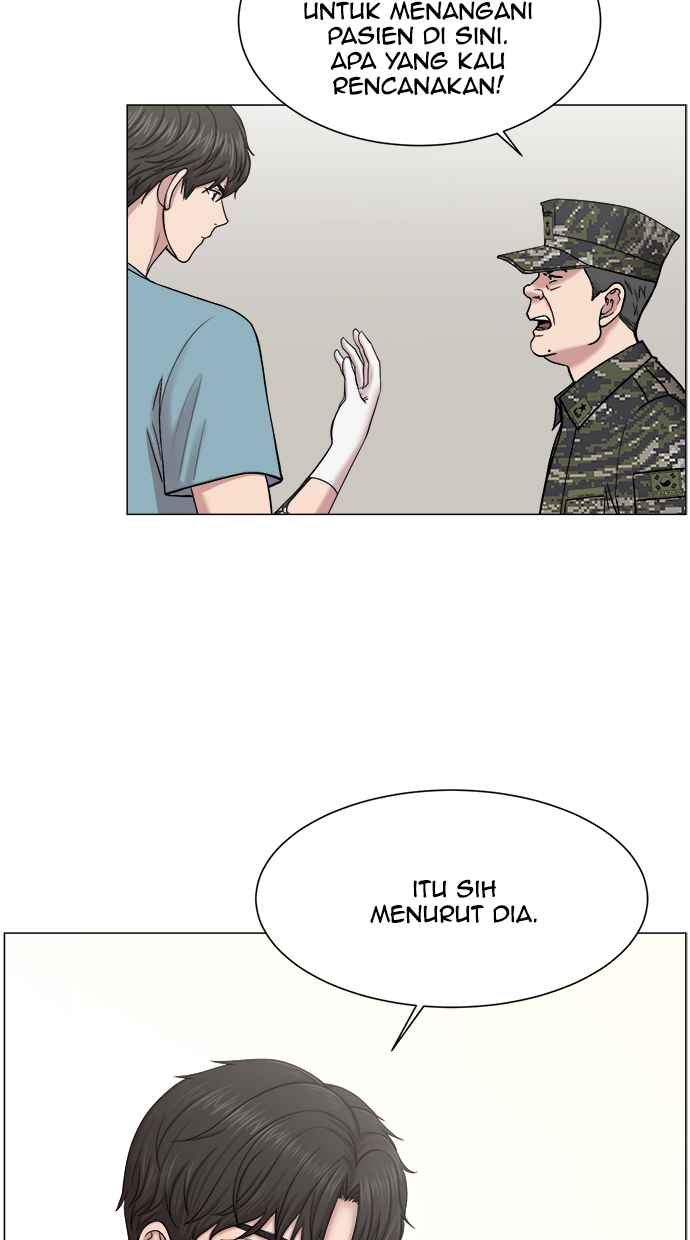 UNTUK MENANGANI
PASIEN DI SINI.
APA YANG KAU
RENCANAKAN!
ITU SIH
MENURUT DIA.